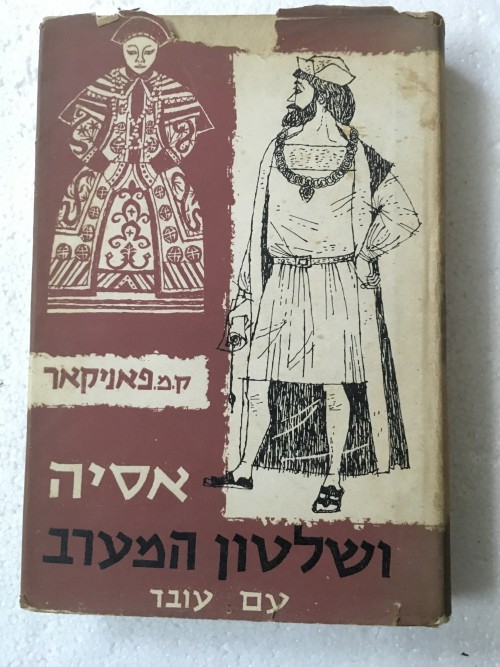 ק.מ. פאניקאר
אסיה
ושלטון המערב
עם עובד